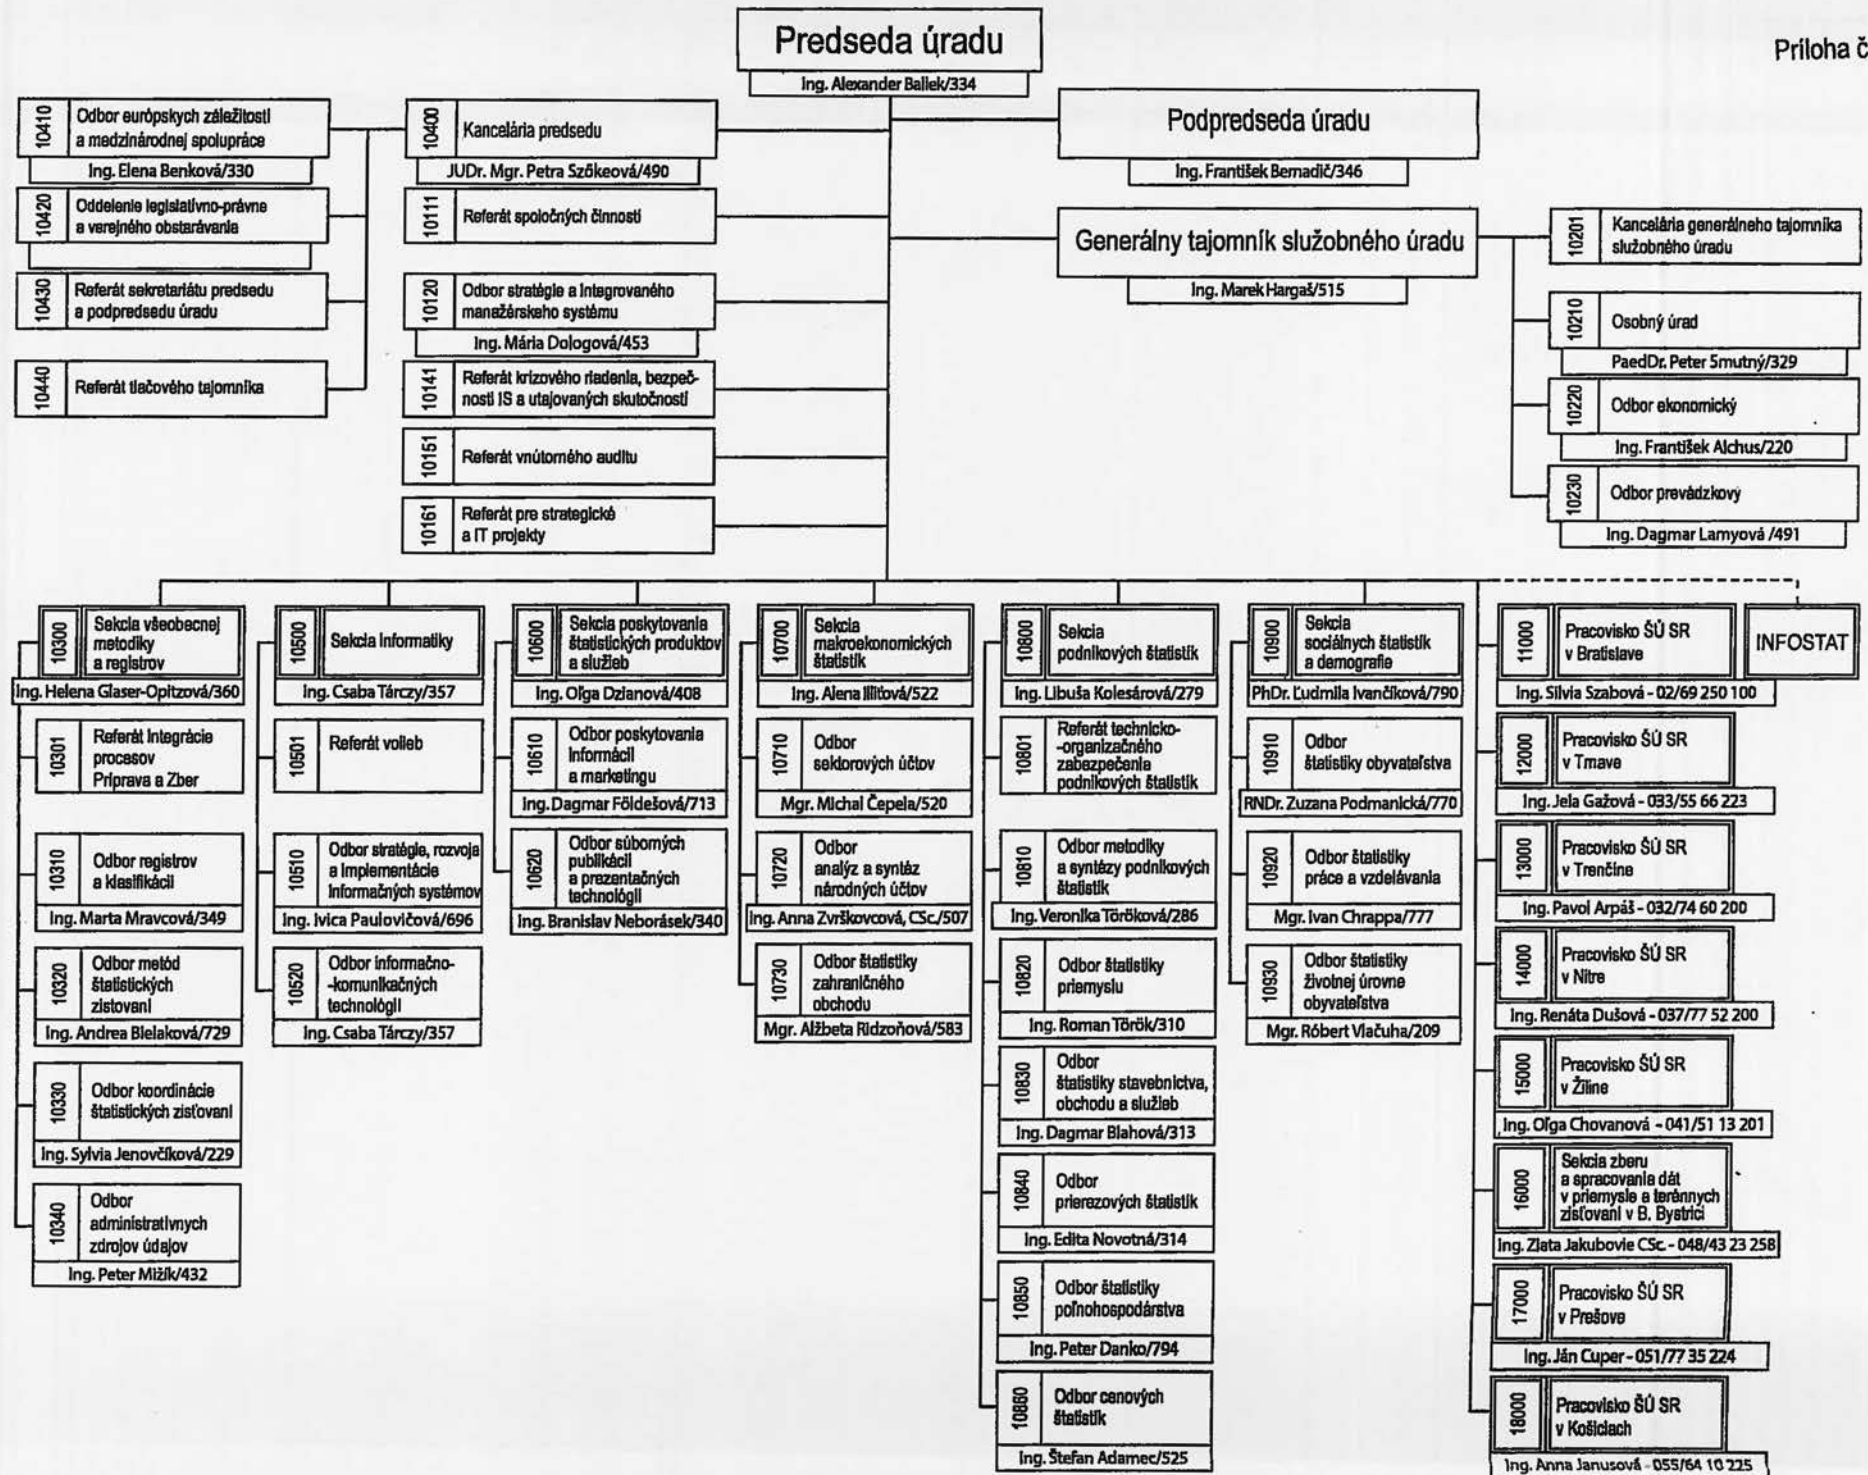 Predseda úradu
Ing. Alexander Ballek/334
Príloha č
10410
Odbor európskych záležitostí
a medzinárodnej spolupráce
Ing. Elena Benková/330
10420
Oddelenie legislatívno-právne
a verejného obstarávania
10430
Referát sekretariátu predsedu
a podpredsedu úradu
10440
Referát tlačového tajomníka
10400
Kancelária predsedu
JUDr. Mgr. Petra Szőkeová/490
10111
Referát spoločných činností
10120
Odbor stratégie a integrovaného
manažérskeho systému
Ing. Mária Dologová/453
10141
Referát krízového riadenia, bezpeč-
nosti IS a utajovaných skutočností
10151
Referát vnútorného auditu
10161
Referát pre strategické
a IT projekty
Podpredseda úradu
Ing. František Bernadič/346
Generálny tajomník služobného úradu
Ing. Marek Hargaš/515
10201
Kancelária generálneho tajomníka
služobného úradu
10210
Osobný úrad
PaedDr. Peter Smutný/329
10220
Odbor ekonomický
Ing. František Alchus/220
10230
Odbor prevádzkový
Ing. Dagmar Lamyová /491
10300
Sekcia všeobecnej
metodiky
a registrov
Ing. Helena Glaser-Opitzová/360
10301
Referát Integrácie
procesov
Príprava a Zber
10310
Odbor registrov
a klasifikácií
Ing. Marta Mravcová/349
10320
Odbor metód
štatistických
zisťovaní
Ing. Andrea Bielaková/729
10330
Odbor koordinácie
štatistických zisťovaní
Ing. Sylvia Jenovčíková/229
10340
Odbor
administratívnych
zdrojov údajov
Ing. Peter Mižík/432
10500
Sekcia Informatiky
Ing. Csaba Tárczy/357
10501
Referát volieb
10510
Odbor stratégie, rozvoja
a implementácie
Informačných systémov
Ing. Ivica Paulovičová/696
10520
Odbor informačno-
-komunikačných
technológií
Ing. Csaba Tárczy/357
10600
Sekcia poskytovania
štatistických produktov
a služieb
Ing. Oľga Dzianová/408
10610
Odbor poskytovania
informácií
a marketingu
Ing. Dagmar Földešová/713
10620
Odbor súborných
publikácií
a prezentačných
technológií
Ing. Branislav Neborásek/340
10700
Sekcia
makroekonomických
štatistík
Ing. Alena Illiťová/522
10710
Odbor
sektorových účtov
Mgr. Michal Čepela/520
10720
Odbor
analýz a syntéz
národných účtov
Ing. Anna Zvrškovcová, CSc./507
10730
Odbor štatistiky
zahraničného
obchodu
Mgr. Alžbeta Ridzoňová/583
10800
Sekcia
podnikových štatistík
Ing. Libuša Kolesárová/279
10801
Referát technicko-
-organizačného
zabezpečenia
podnikových štatistík
10810
Odbor metodiky
a syntézy podnikových
štatistík
Ing. Veronika Töröková/286
10820
Odbor štatistiky
priemyslu
Ing. Roman Török/310
10830
Odbor
štatistiky stavebníctva,
obchodu a služieb
Ing. Dagmar Blahová/313
10840
Odbor
prierezových štatistík
Ing. Edita Novotná/314
10850
Odbor štatistiky
poľnohospodárstva
Ing. Peter Danko/794
10860
Odbor cenových
štatistík
Ing. Štefan Adamec/525
10900
Sekcia
sociálnych štatistík
a demografie
PhDr. Ľudmila Ivančíková/790
10910
Odbor
štatistiky obyvateľstva
RNDr. Zuzana Podmanická/770
10920
Odbor štatistiky
práce a vzdelávania
Mgr. Ivan Chrappa/777
10930
Odbor štatistiky
životnej úrovne
obyvateľstva
Mgr. Róbert Vlačuha/209
11000
Pracovisko ŠÚ SR
v Bratislave
Ing. Silvia Szabová - 02/69 250 100
12000
Pracovisko ŠÚ SR
v Trnave
Ing. Jela Gažová - 033/55 66 223
13000
Pracovisko ŠÚ SR
v Trenčíne
Ing. Pavol Arpáš - 032/74 60 200
14000
Pracovisko ŠÚ SR
v Nitre
Ing. Renáta Dušová - 037/77 52 200
15000
Pracovisko ŠÚ SR
v Žiline
Ing. Oľga Chovanová - 041/51 13 201
16000
Sekcia zberu
a spracovania dát
v priemysle a terénnych
zisťovaní v B. Bystrici
Ing. Zlata Jakubovie CSc. - 048/43 23 258
17000
Pracovisko ŠÚ SR
v Prešove
Ing. Ján Cuper - 051/77 35 224
18000
Pracovisko ŠÚ SR
v Košiciach
Ing. Anna Janusová - 055/64 10 225
INFOSTAT